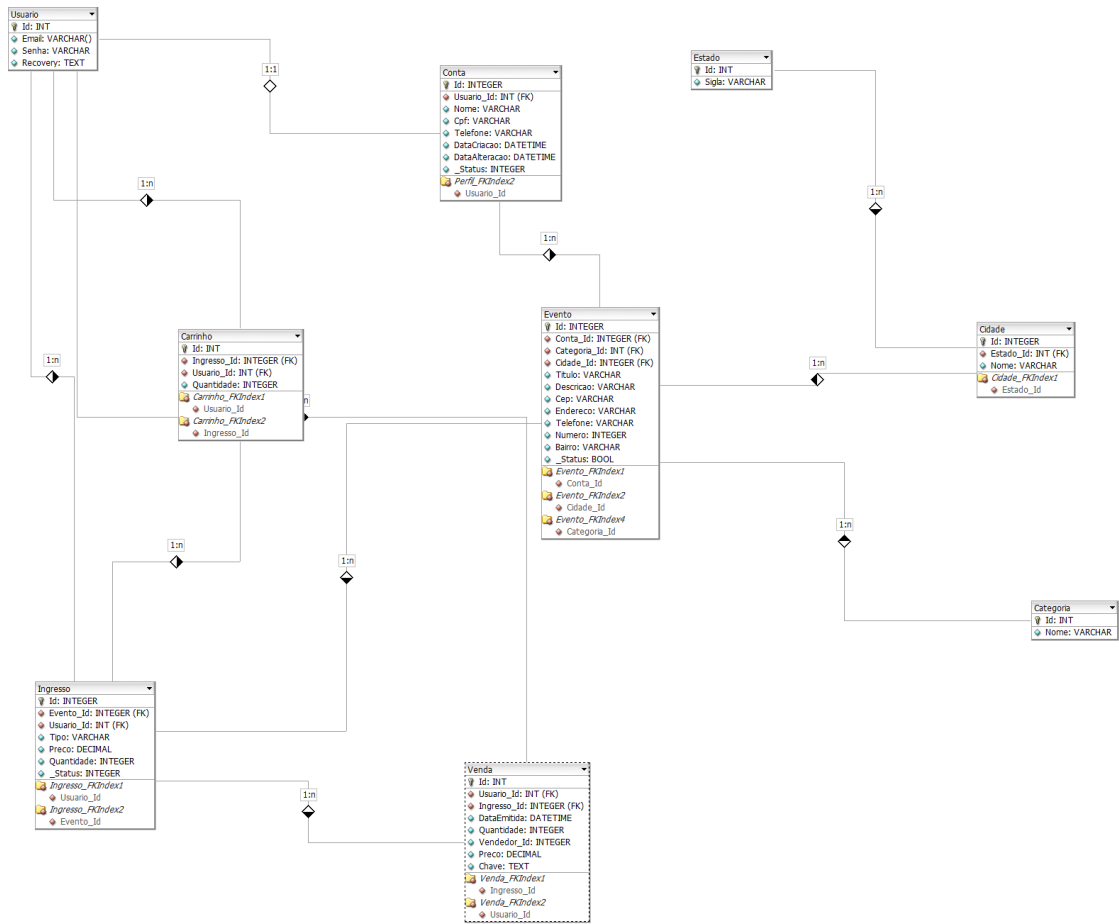 Usuario
Id: INT
Email: VARCHAR()
Senha: VARCHAR
Recovery: TEXT
1:1
Conta
Id: INTEGER
Usuario_Id: INT (FK)
Nome: VARCHAR
Cpf: VARCHAR
Telefone: VARCHAR
DataCriacao: DATETIME
DataAlteracao: DATETIME
_Status: INTEGER
Perfil_FKIndex2
Usuario_Id
Estado
Id: INT
Sigla: VARCHAR
1:n
1:n
1:n
Evento
Id: INTEGER
Conta_Id: INTEGER (FK)
Categoria_Id: INT (FK)
Cidade_Id: INTEGER (FK)
Titulo: VARCHAR
Descricao: VARCHAR
Cep: VARCHAR
Endereco: VARCHAR
Telefone: VARCHAR
Numero: INTEGER
Bairro: VARCHAR
_Status: BOOL
Evento_FKIndex1
Conta_Id
Evento_FKIndex2
Cidade_Id
Evento_FKIndex4
Categoria_Id
Cidade
Id: INTEGER
Estado_Id: INT (FK)
Nome: VARCHAR
Cidade_FKIndex1
Estado_Id
Carrinho
Id: INT
Ingresso_Id: INTEGER (FK)
Usuario_Id: INT (FK)
Quantidade: INTEGER
Carrinho_FKIndex1
Usuario_Id
Carrinho_FKIndex2
Ingresso_Id
1:n
1:n
n
1:n
1:n
1:n
Categoria
Id: INT
Nome: VARCHAR
Ingresso
Id: INTEGER
Evento_Id: INTEGER (FK)
Usuario_Id: INT (FK)
Tipo: VARCHAR
Preco: DECIMAL
Quantidade: INTEGER
_Status: INTEGER
Ingresso_FKIndex1
Usuario_Id
Ingresso_FKIndex2
Evento_Id
1:n
Venda
Id: INT
Usuario_Id: INT (FK)
Ingresso_Id: INTEGER (FK)
DataEmitida: DATETIME
Quantidade: INTEGER
Vendedor_Id: INTEGER
Preco: DECIMAL
Chave: TEXT
Venda_FKIndex1
Ingresso_Id
Venda_FKIndex2
Usuario_Id